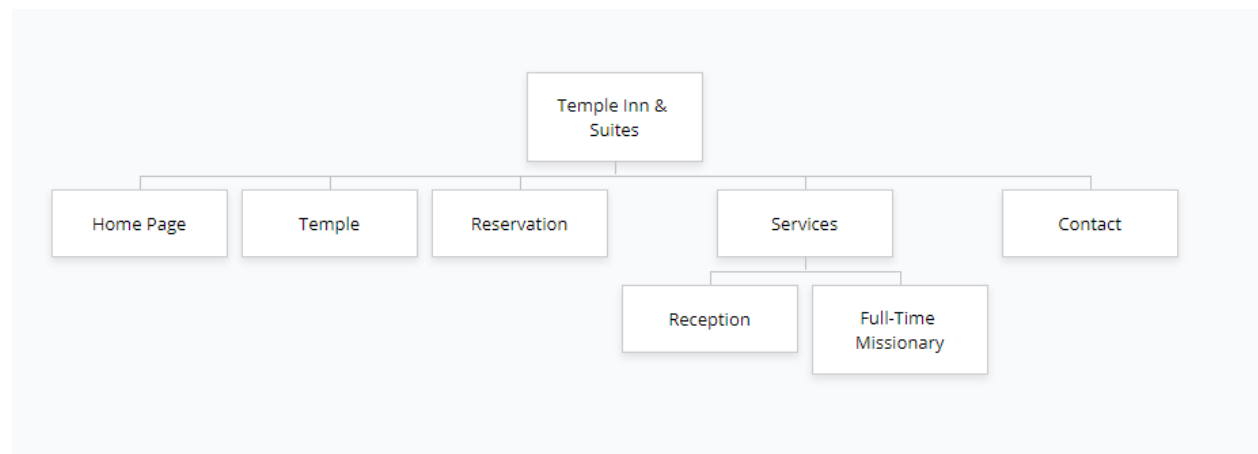 Temple Inn &
Suites
Home Page
Temple
Reservation
Services
Contact
Reception
Full-Time
Missionary